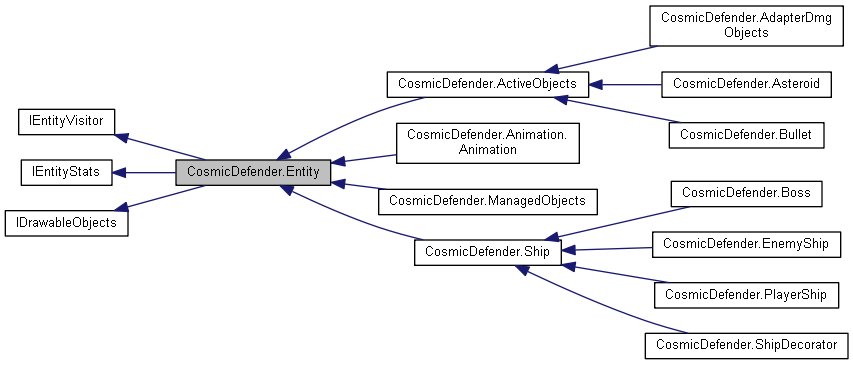 IEntityVisitor
IEntityStats
IDrawableObjects
CosmicDefender.Entity
CosmicDefender.ActiveObjects
CosmicDefender.Animation.
Animation
CosmicDefender.ManagedObjects
CosmicDefender.Ship
CosmicDefender.AdapterDmg
Objects
CosmicDefender.Asteroid
CosmicDefender.Bullet
CosmicDefender.Boss
CosmicDefender.EnemyShip
CosmicDefender.PlayerShip
CosmicDefender.ShipDecorator